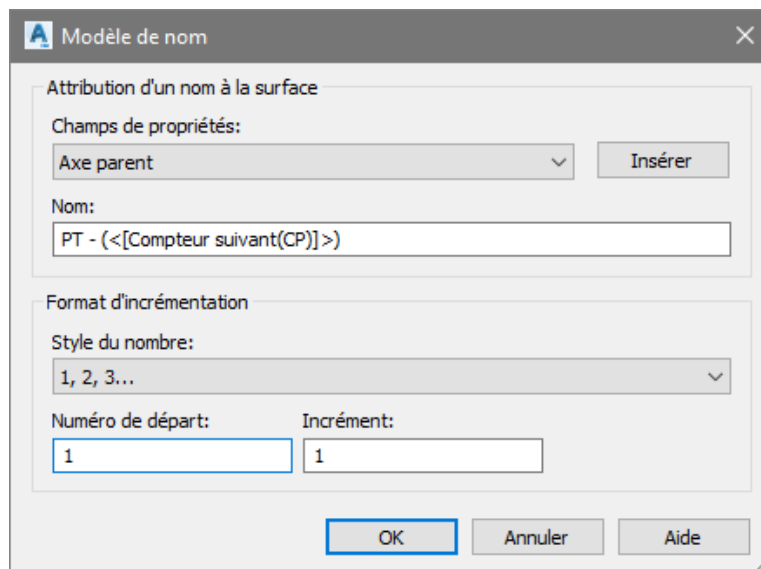 Modèle de nom
Attribution d'un nom à la surface
Champs de propriétés:
Axe parent
Insérer
Nom:
PT - (<[Compteur suivant(CP)]>)
Format d'incrémentation
Style du nombre:
1, 2, 3...
Numéro de départ: Incrément:
1 1
OK Annuler Aide